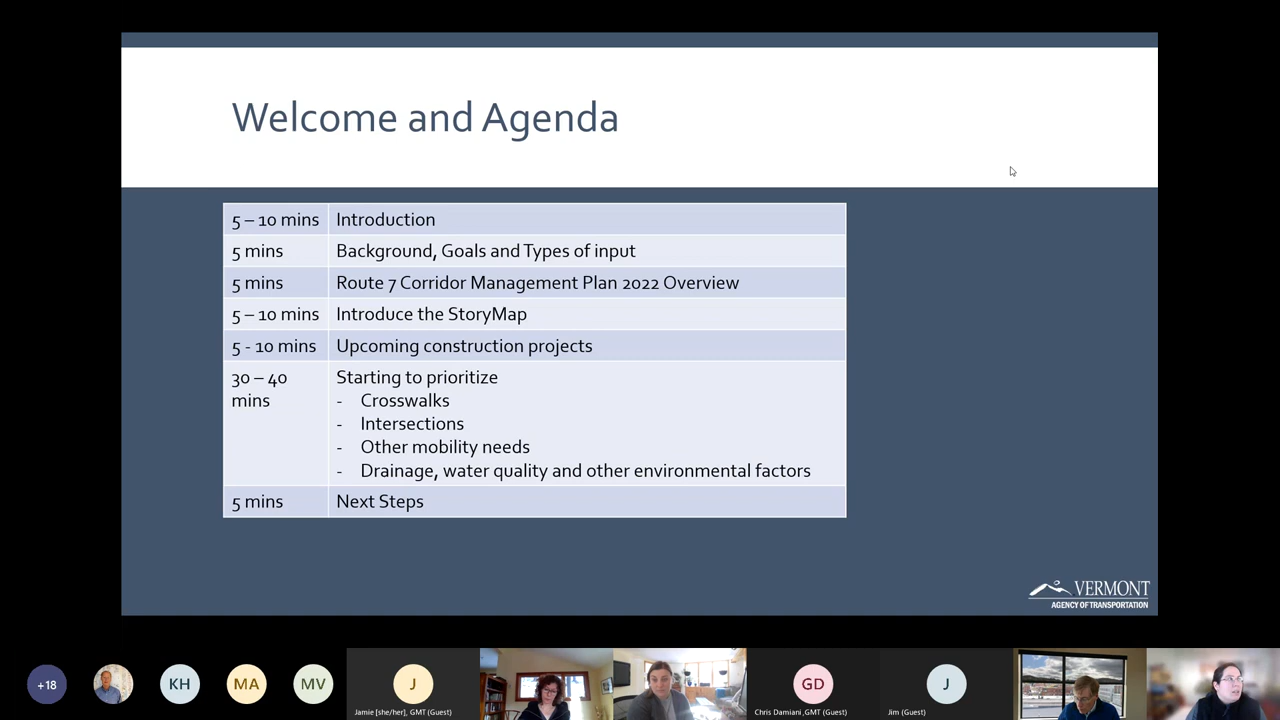 Welcome and Agenda
5 – 10 mins Introduction
5 mins Background, Goals and Types of input
5 mins Route 7 Corridor Management Plan 2022 Overview
5 – 10 mins Introduce the StoryMap
5 - 10 mins Upcoming construction projects
30 – 40 mins Starting to prioritize
- Crosswalks
- Intersections
- Other mobility needs
- Drainage, water quality and other environmental factors
5 mins Next Steps
VERMONT
AGENCY OF TRANSPORTATION
+18 KH MA MV J GD J
Jamie [she/her], GMT (Guest) Chris Damiani ,GMT (Guest) Jim (Guest)